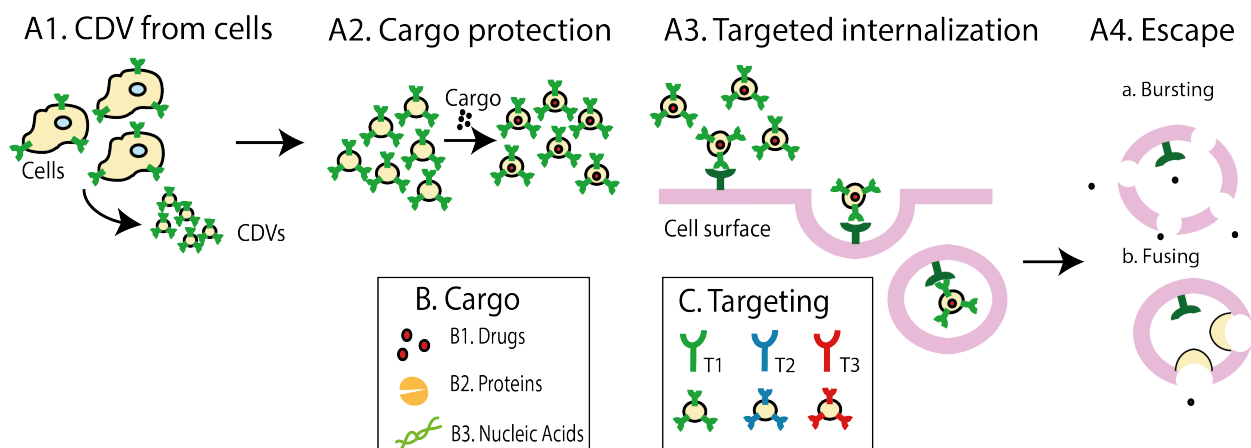 A1. CDV from cells
Cells
CDVs
A2. Cargo protection
Cargo
A3. Targeted internalization
Cell surface
A4. Escape
a. Bursting
b. Fusing
B. Cargo
B1. Drugs
B2. Proteins
B3. Nucleic Acids
C. Targeting
T1
T2
T3